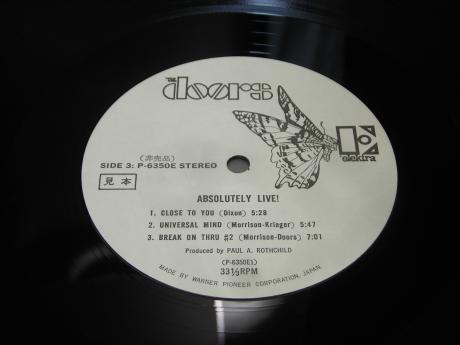 THE
doors
elektra
(非売品)
SIDE 3: P-6350E STEREO
見本
ABSOLUTELY LIVE!
1. CLOSE TO YOU (Dixon) 5:28
2. UNIVERSAL MIND (Morrison-Krieger) 5:47
3. BREAK ON THRU #2 (Morrison-Doors) 7:01
Produced by PAUL A. ROTHCHILD
(P-6350E1)
33⅓RPM
MADE BY WARNER PIONEER CORPORATION, JAPAN.